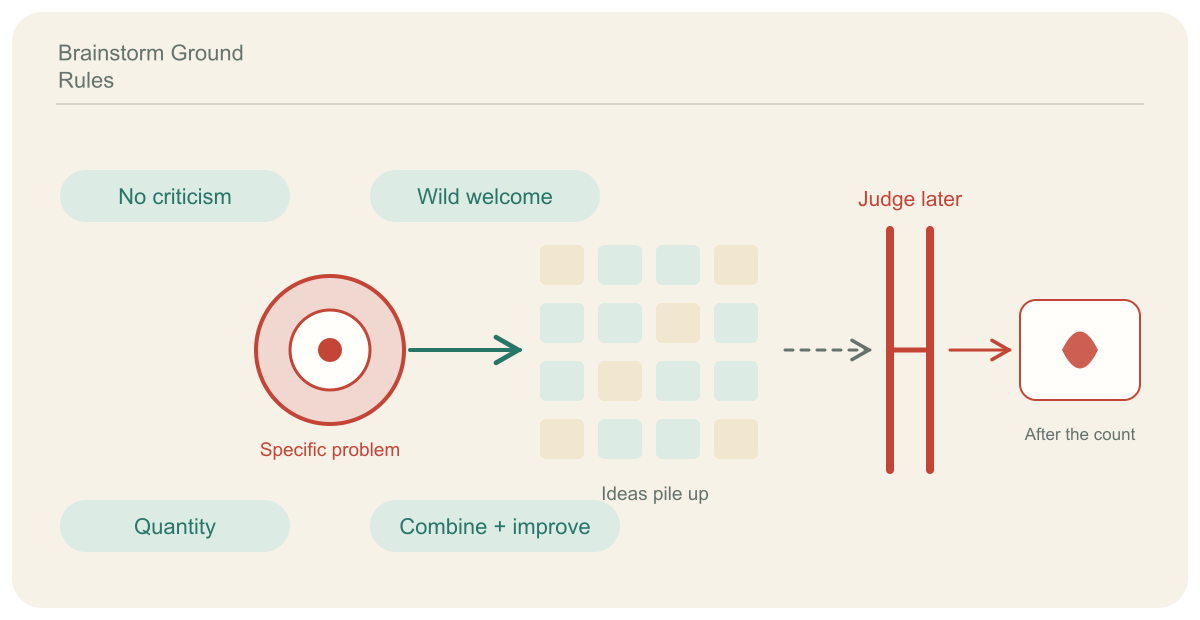 Brainstorm Ground
Rules
No criticism
Wild welcome
Judge later
Specific problem
After the count
Ideas pile up
Quantity
Combine + improve